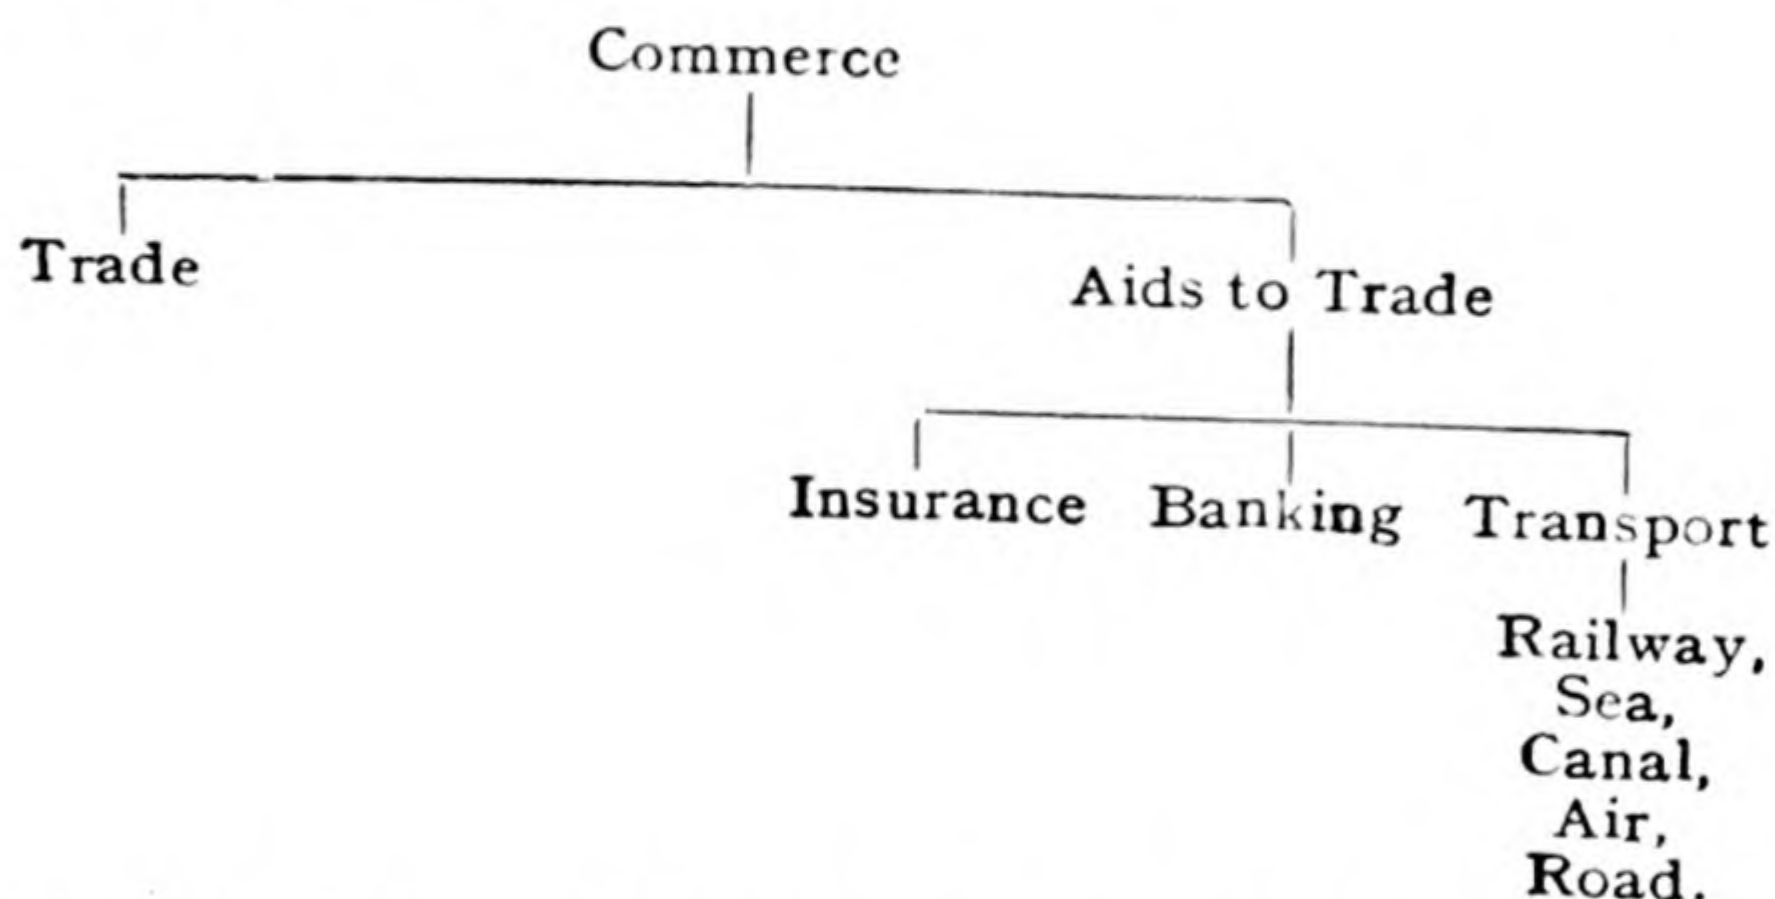 Commerce
Trade
Aids to Trade
Insurance Banking Transport
Railway,
Sea,
Canal,
Air,
Road.